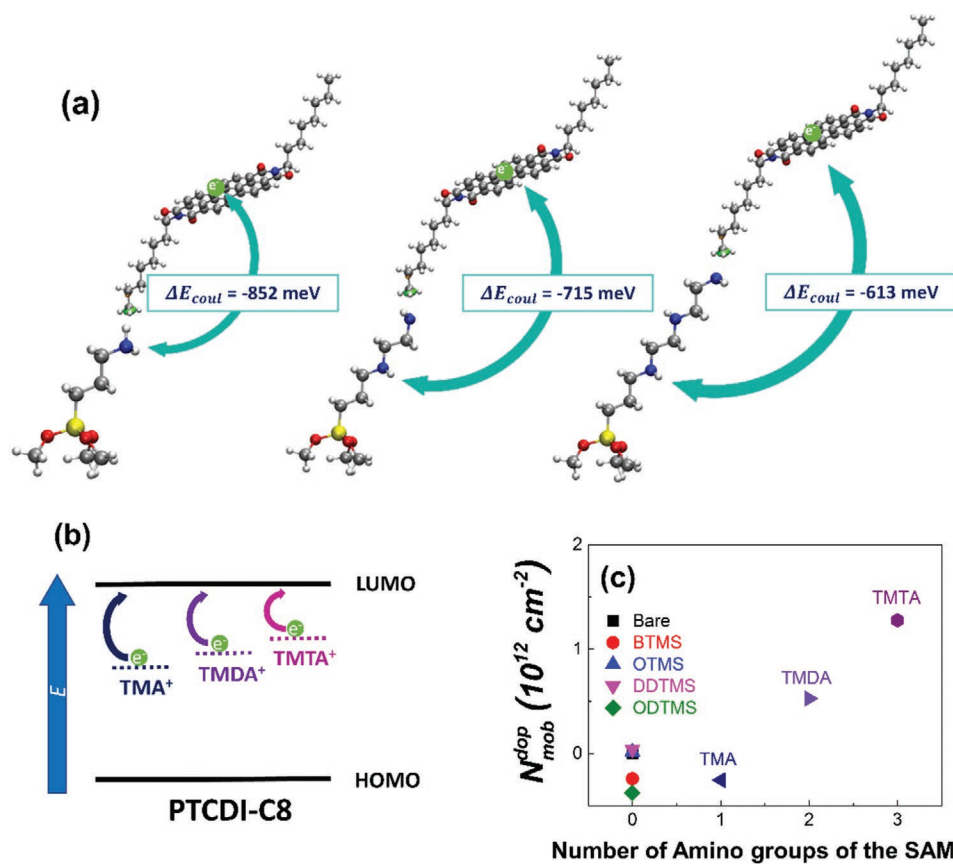 (a)
e-
e-
e-
ΔE_coul = -852 meV
ΔE_coul = -715 meV
ΔE_coul = -613 meV
(b)
E
LUMO
e-
e-
e-
TMA+
TMDA+
TMTA+
HOMO
PTCDI-C8
(c)
N_mob^dop (10^12 cm^-2)
2
1
0
Bare
BTMS
OTMS
DDTMS
ODTMS
TMTA
TMDA
TMA
0 1 2 3
Number of Amino groups of the SAM